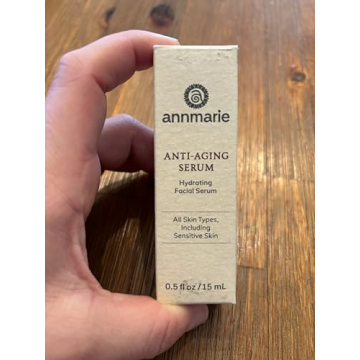 annmarie
ANTI-AGING
SERUM
Hydrating
Facial Serum
All Skin Types,
Including
Sensitive Skin
0.5 fl oz / 15 mL